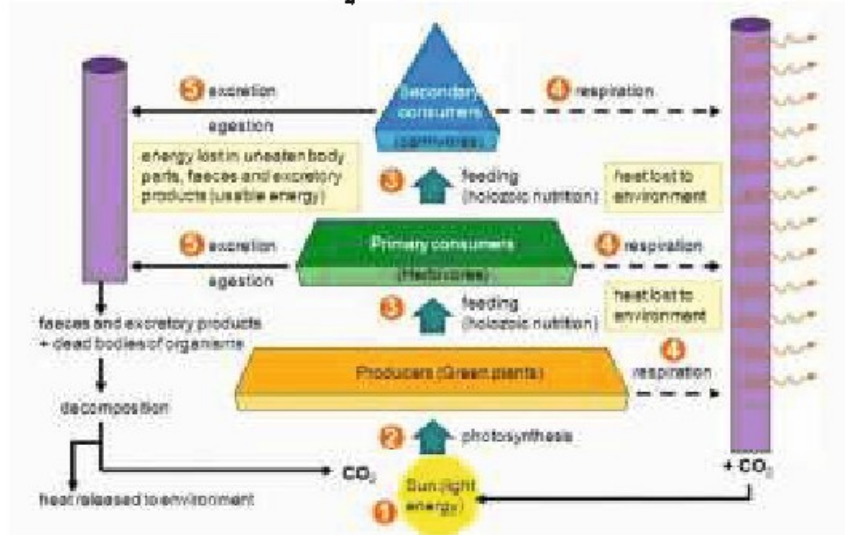 5 excretion
egestion
Secondary
consumers
(carnivores)
4 respiration
energy lost in uneaten body
parts, faeces and excretory
products (usable energy)
3 feeding
(holozoic nutrition)
heat lost to
environment
5 excretion
egestion
Primary consumers
(Herbivores)
4 respiration
3 feeding
(holozoic nutrition)
heat lost to
environment
faeces and excretory products
+ dead bodies of organisms
Producers (Green plants)
4
respiration
decomposition
2 photosynthesis
CO₂
+ CO₂
heat released to environment
1 Sun (light
energy)